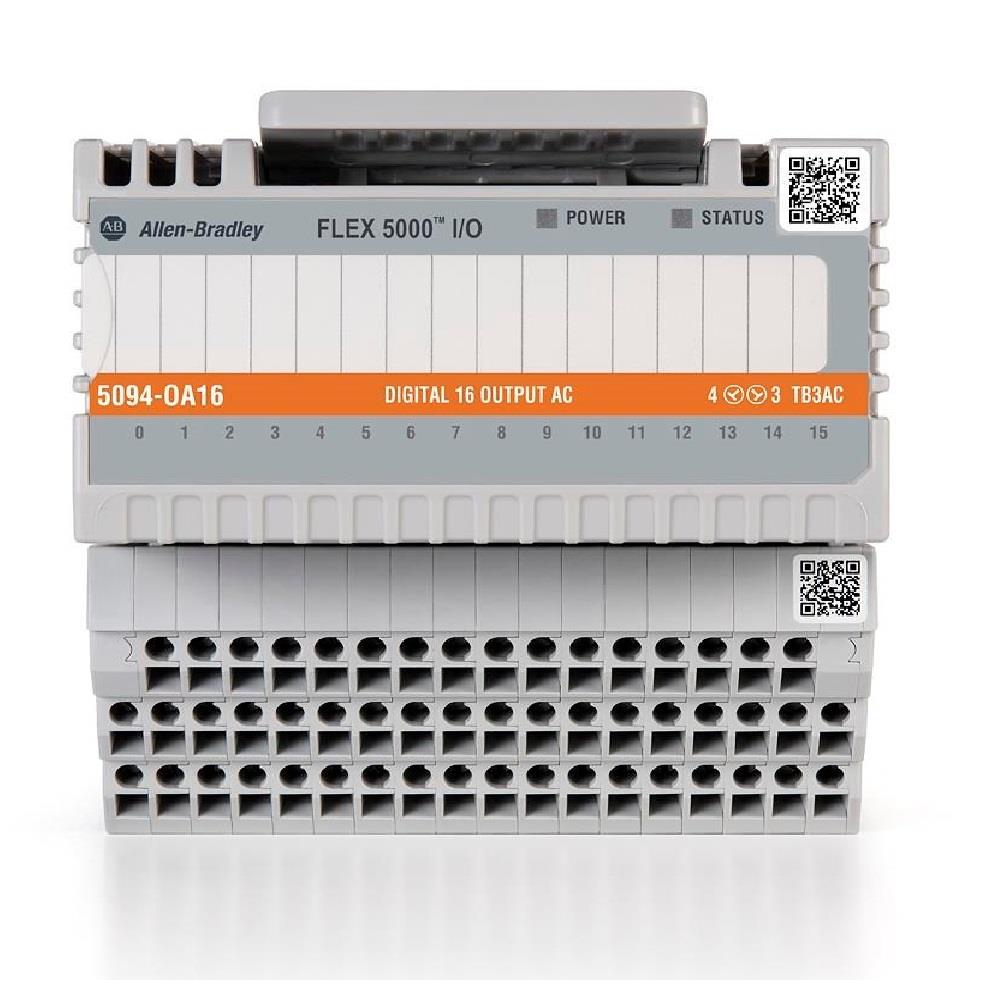 AB Allen-Bradley FLEX 5000™ I/O POWER STATUS
5094-OA16 DIGITAL 16 OUTPUT AC 4 3 TB3AC
0 1 2 3 4 5 6 7 8 9 10 11 12 13 14 15